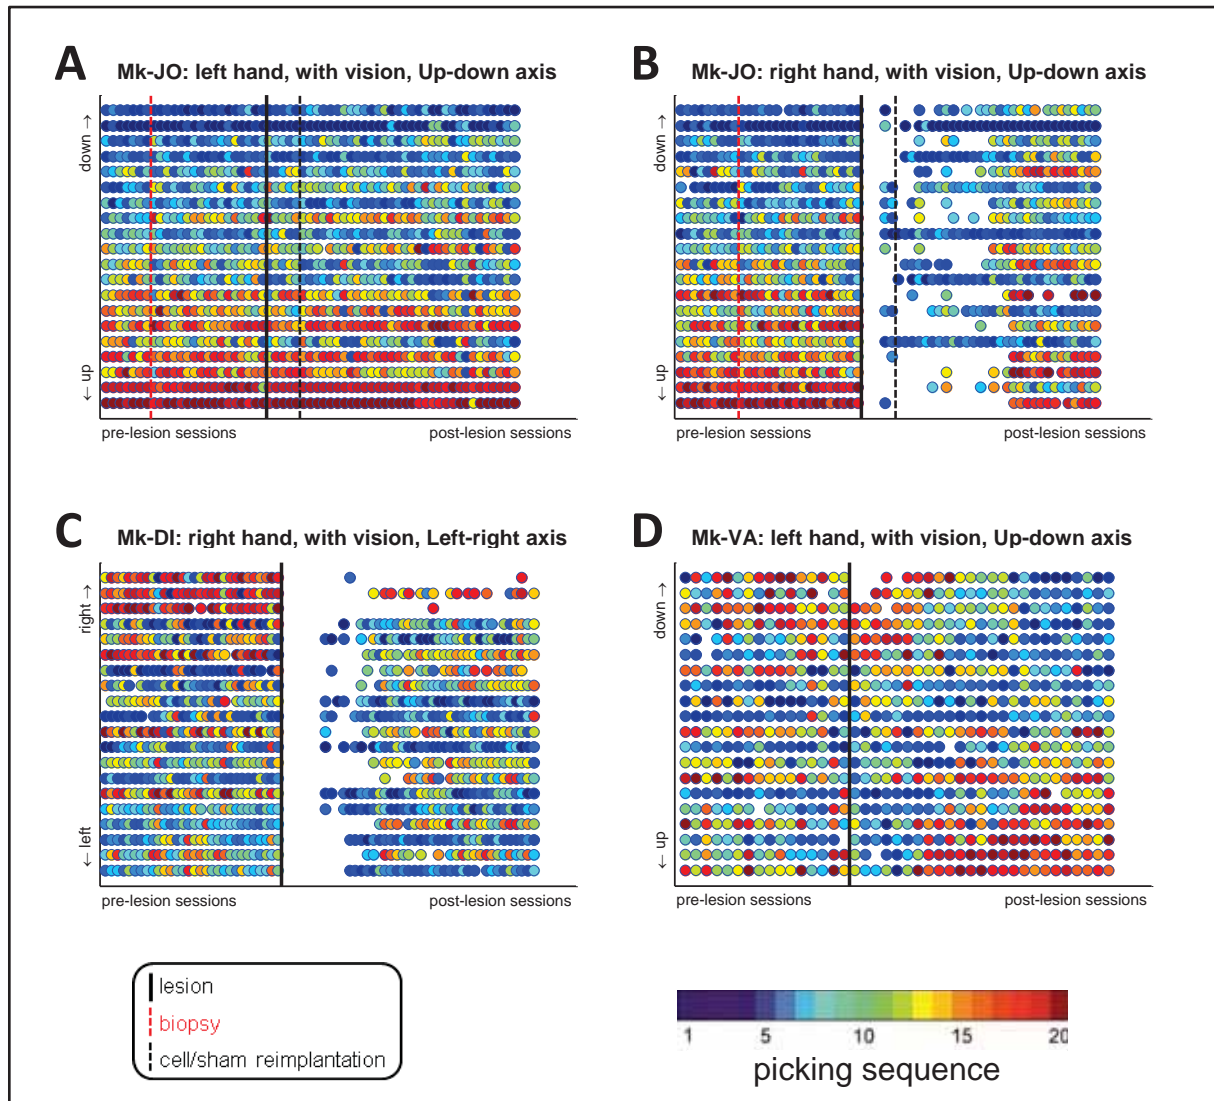 A
Mk-JO: left hand, with vision, Up-down axis
down →
← up
pre-lesion sessions
post-lesion sessions
B
Mk-JO: right hand, with vision, Up-down axis
down →
← up
pre-lesion sessions
post-lesion sessions
C
Mk-DI: right hand, with vision, Left-right axis
right →
← left
pre-lesion sessions
post-lesion sessions
D
Mk-VA: left hand, with vision, Up-down axis
down →
← up
pre-lesion sessions
post-lesion sessions
lesion
biopsy
cell/sham reimplantation
1 5 10 15 20
picking sequence